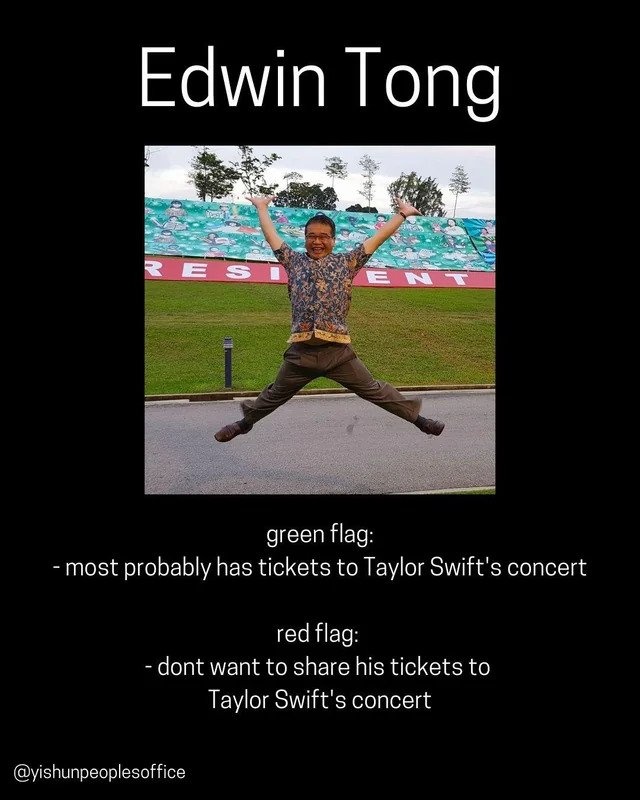 Edwin Tong
RESI ENT
green flag:
- most probably has tickets to Taylor Swift's concert
red flag:
- dont want to share his tickets to
Taylor Swift's concert
@yishunpeoplesoffice